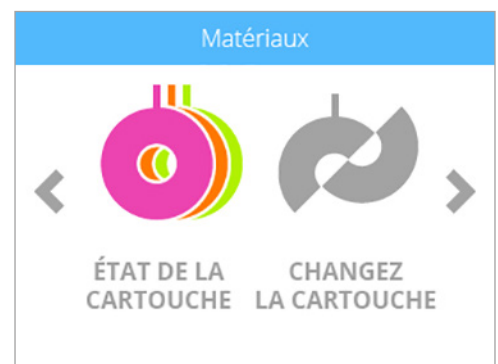 Matériaux
ÉTAT DE LA
CARTOUCHE
CHANGEZ
LA CARTOUCHE